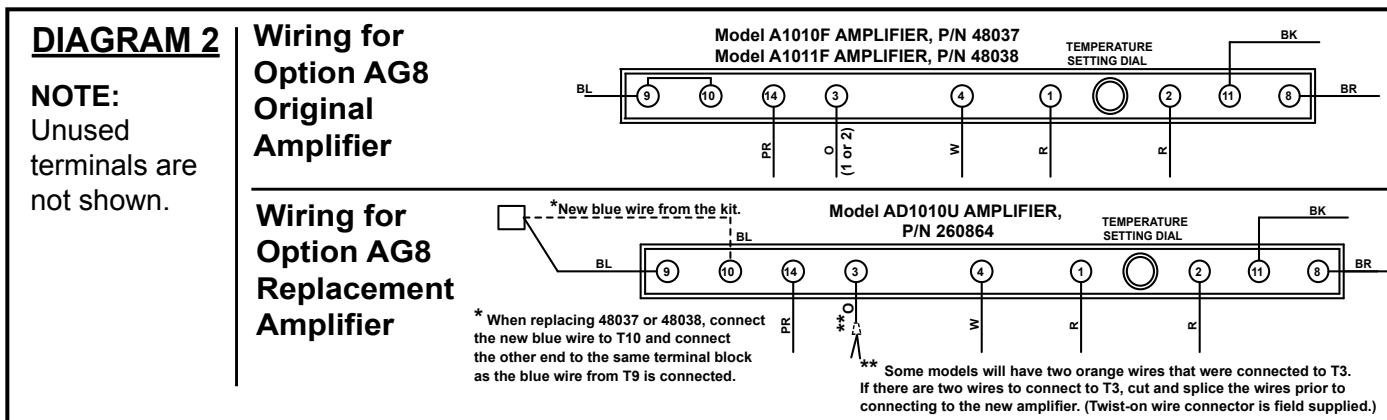 DIAGRAM 2
NOTE:
Unused
terminals are
not shown.
Wiring for
Option AG8
Original
Amplifier
Model A1010F AMPLIFIER, P/N 48037
Model A1011F AMPLIFIER, P/N 48038
TEMPERATURE
SETTING DIAL
BK
BL
9
10
14
3
4
1
2
11
8
BR
PR
O
(1 or 2)
W
R
R
Wiring for
Option AG8
Replacement
Amplifier
*New blue wire from the kit.
Model AD1010U AMPLIFIER,
P/N 260864
TEMPERATURE
SETTING DIAL
BK
BL
BL
9
10
14
3
4
1
2
11
8
BR
PR
**O
W
R
R
* When replacing 48037 or 48038, connect
the new blue wire to T10 and connect
the other end to the same terminal block
as the blue wire from T9 is connected.
** Some models will have two orange wires that were connected to T3.
If there are two wires to connect to T3, cut and splice the wires prior to
connecting to the new amplifier. (Twist-on wire connector is field supplied.)